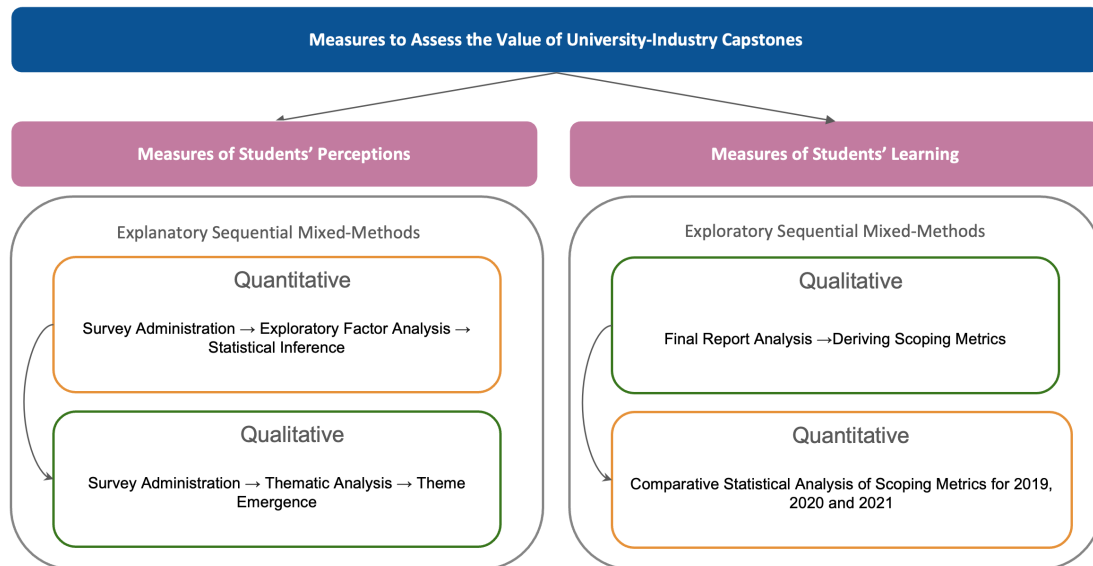 Measures to Assess the Value of University-Industry Capstones
Measures of Students’ Perceptions
Explanatory Sequential Mixed-Methods
Quantitative
Survey Administration → Exploratory Factor Analysis →
Statistical Inference
Qualitative
Survey Administration → Thematic Analysis → Theme
Emergence
Measures of Students’ Learning
Exploratory Sequential Mixed-Methods
Qualitative
Final Report Analysis →Deriving Scoping Metrics
Quantitative
Comparative Statistical Analysis of Scoping Metrics for 2019,
2020 and 2021